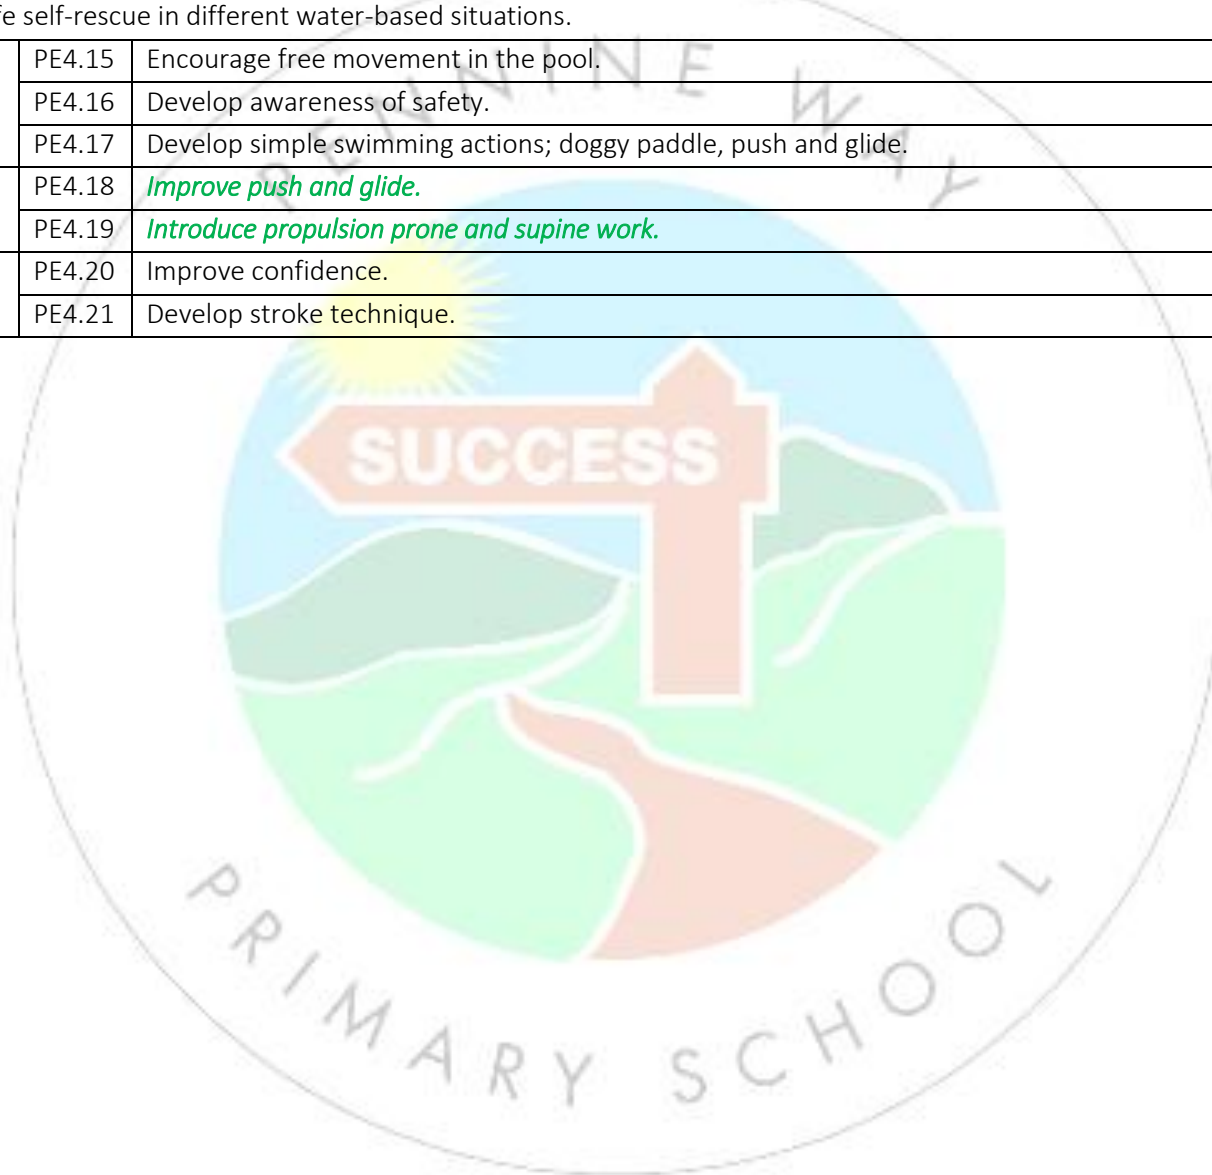 self-rescue in different water-based situations.
PE4.15 Encourage free movement in the pool.
PE4.16 Develop awareness of safety.
PE4.17 Develop simple swimming actions; doggy paddle, push and glide.
PE4.18 Improve push and glide.
PE4.19 Introduce propulsion prone and supine work.
PE4.20 Improve confidence.
PE4.21 Develop stroke technique.
PENNINE WAY
SUCCESS
PRIMARY SCHOOL